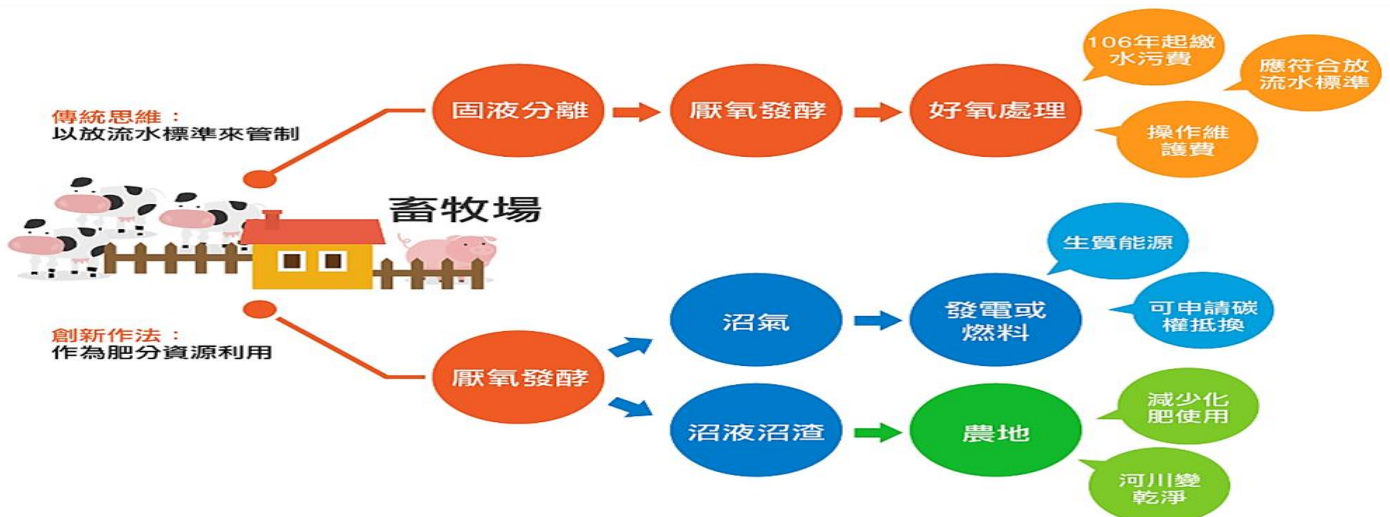 傳統思維：
以放流水標準來管制
固液分離
厭氧發酵
好氧處理
106年起繳
水污費
應符合放
流水標準
操作維
護費
畜牧場
創新作法：
作為肥分資源利用
厭氧發酵
沼氣
發電或
燃料
生質能源
可申請碳
權抵換
沼液沼渣
農地
減少化
肥使用
河川變
乾淨